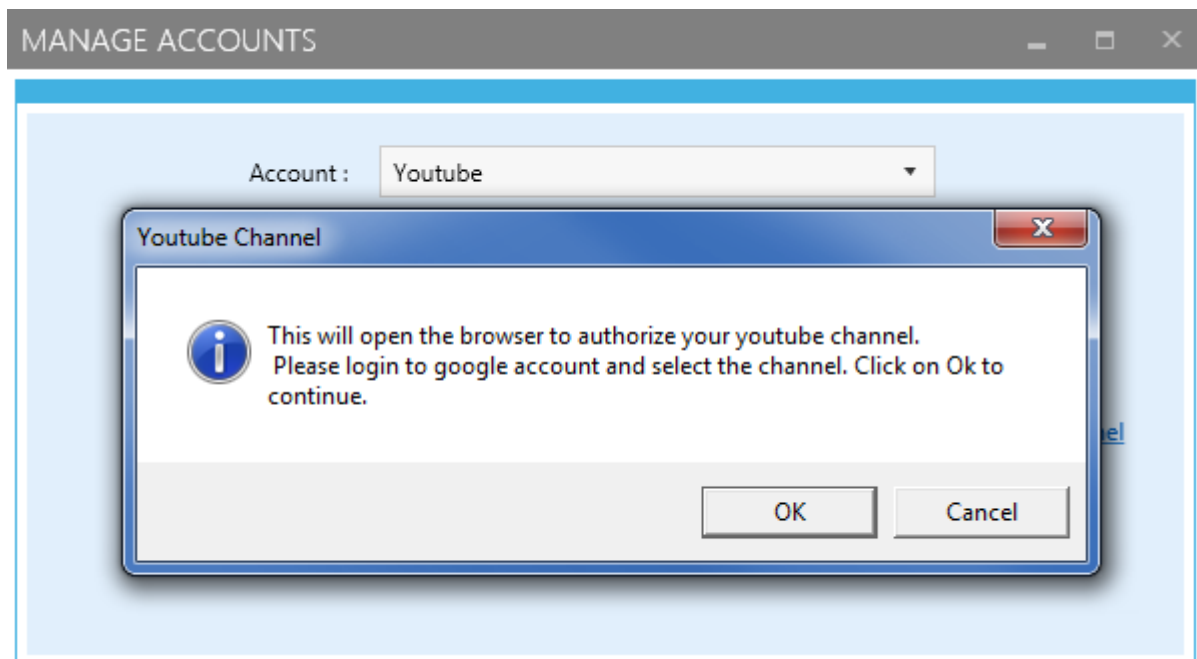 MANAGE ACCOUNTS
Account : Youtube
Youtube Channel
This will open the browser to authorize your youtube channel.
Please login to google account and select the channel. Click on Ok to
continue.
OK Cancel